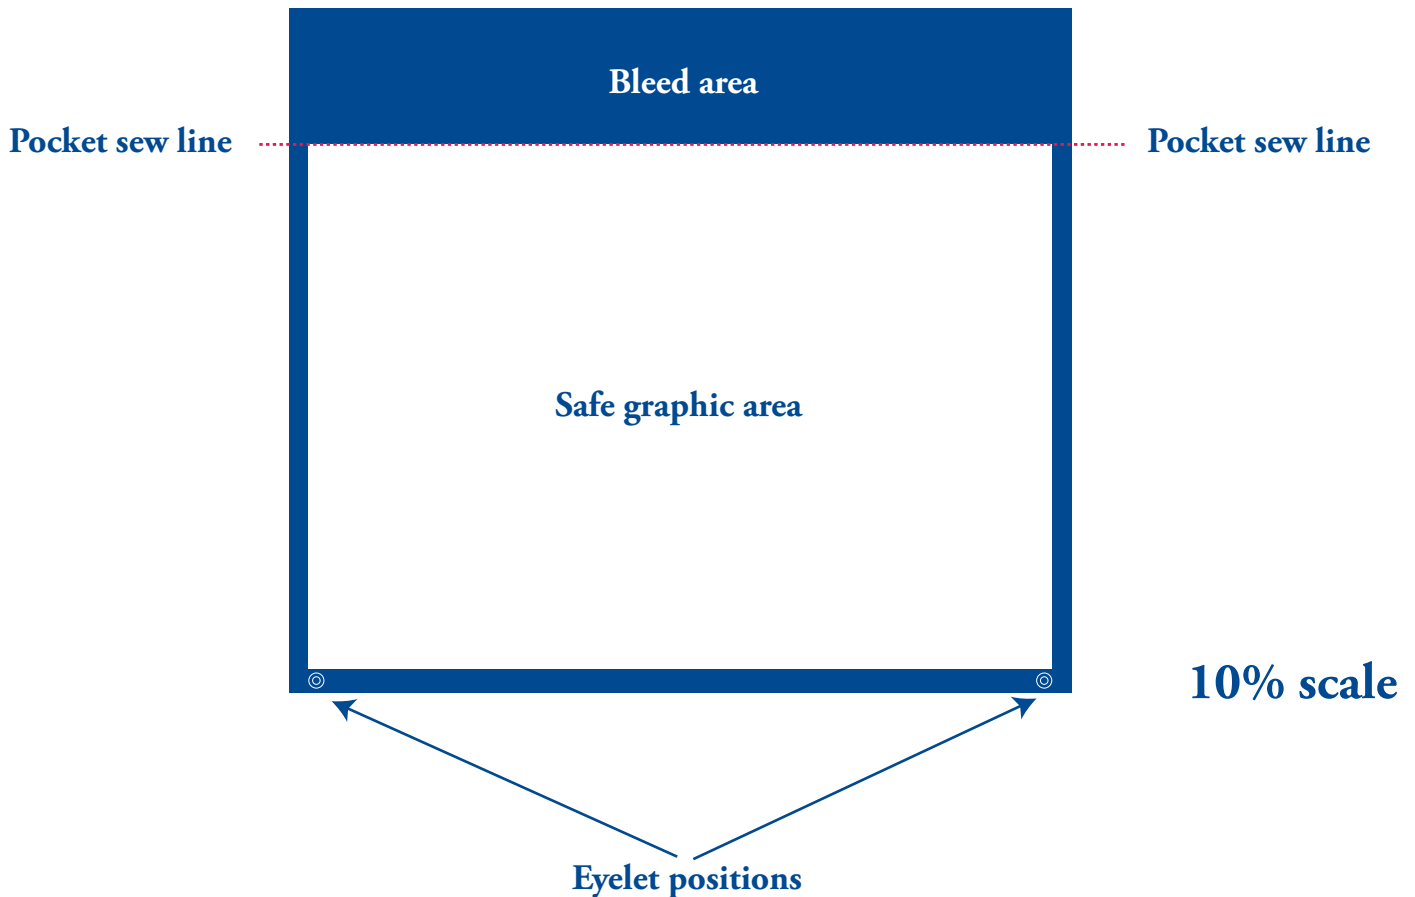 Bleed area
Pocket sew line
Pocket sew line
Safe graphic area
10% scale
Eyelet positions